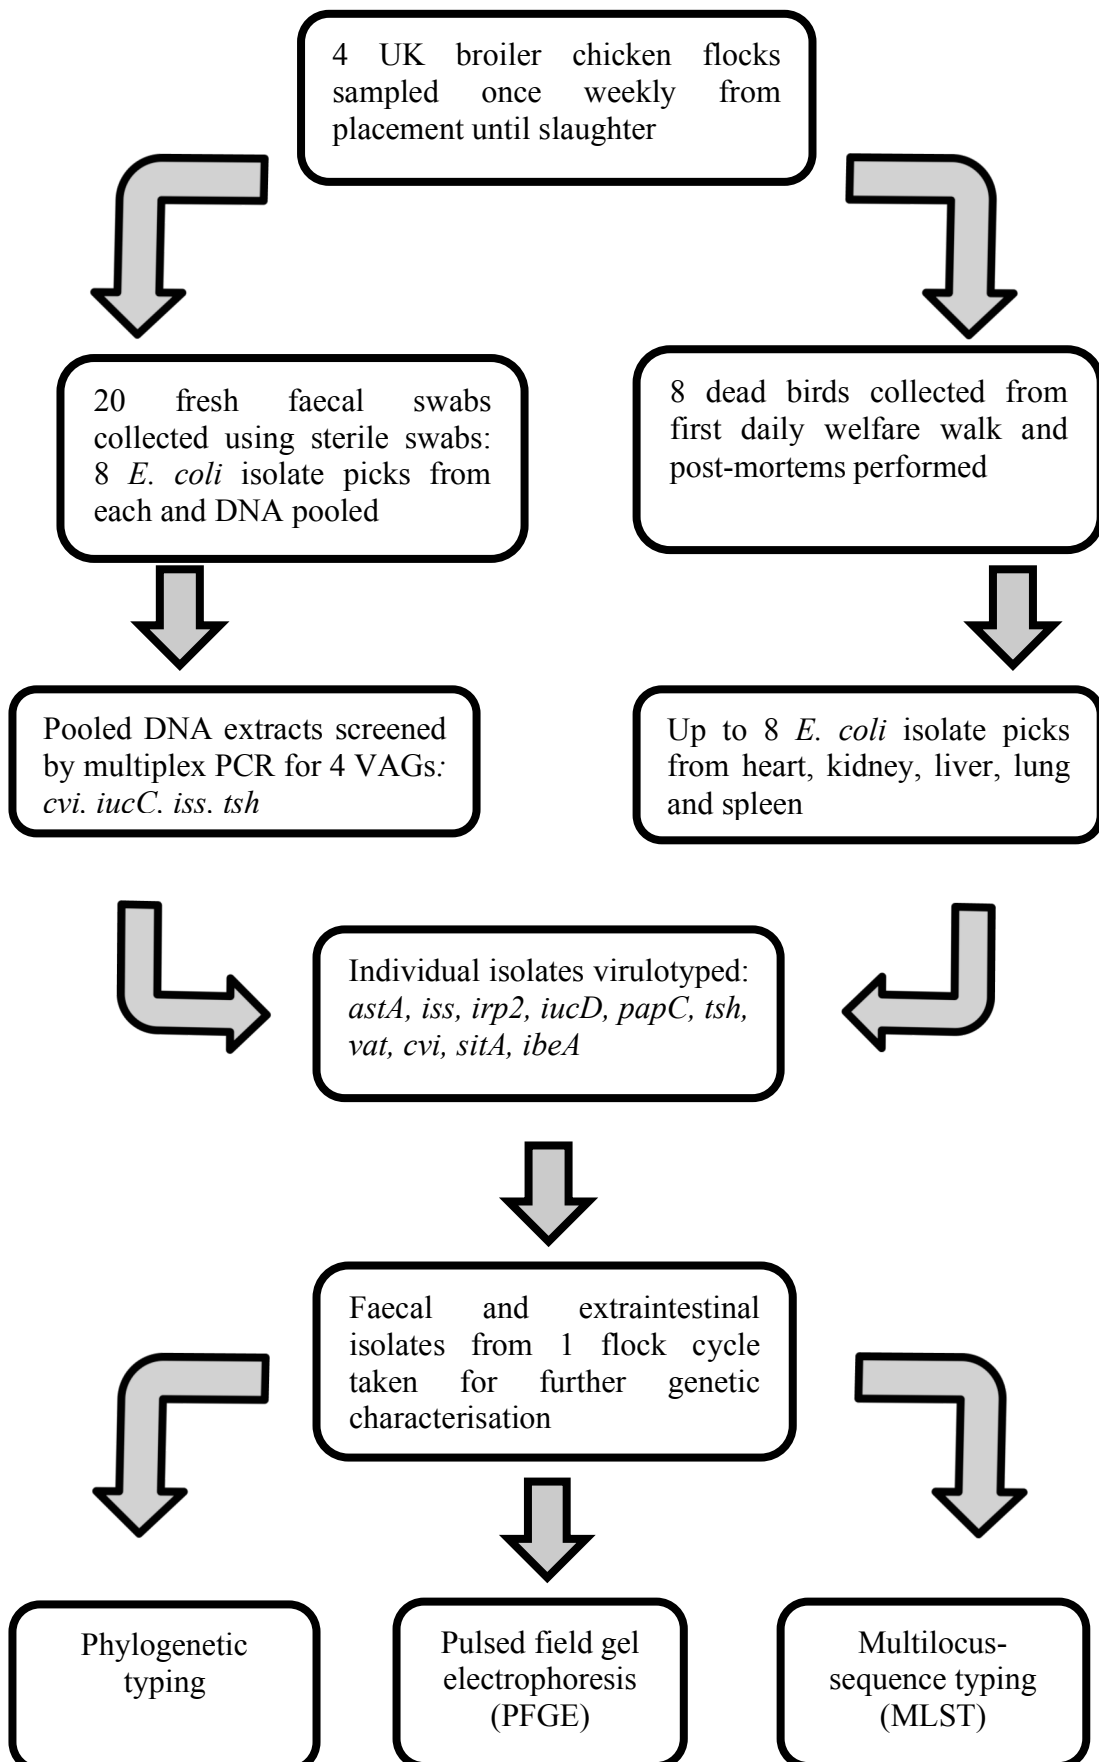 4 UK broiler chicken flocks
sampled once weekly from
placement until slaughter
20 fresh faecal swabs
collected using sterile swabs:
8 E. coli isolate picks from
each and DNA pooled
8 dead birds collected from
first daily welfare walk and
post-mortems performed
Pooled DNA extracts screened
by multiplex PCR for 4 VAGs:
cvi. iucC. iss. tsh
Up to 8 E. coli isolate picks
from heart, kidney, liver, lung
and spleen
Individual isolates virulotyped:
astA, iss, irp2, iucD, papC, tsh,
vat, cvi, sitA, ibeA
Faecal and extraintestinal
isolates from 1 flock cycle
taken for further genetic
characterisation
Phylogenetic
typing
Pulsed field gel
electrophoresis
(PFGE)
Multilocus-
sequence typing
(MLST)